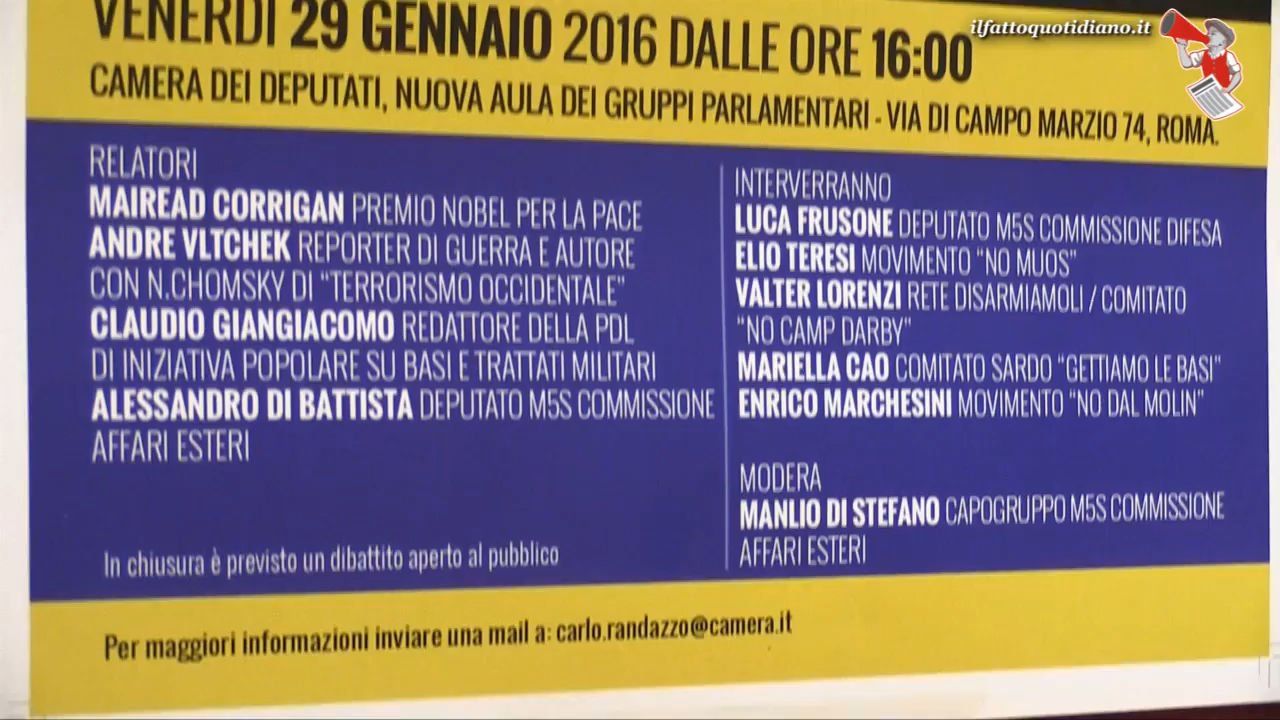 ilfattoquotidiano.it
VENERDÌ 29 GENNAIO 2016 DALLE ORE 16:00
CAMERA DEI DEPUTATI, NUOVA AULA DEI GRUPPI PARLAMENTARI - VIA DI CAMPO MARZIO 74, ROMA.
RELATORI
MAIREAD CORRIGAN PREMIO NOBEL PER LA PACE
ANDRE VLTCHEK REPORTER DI GUERRA E AUTORE
CON N.CHOMSKY DI "TERRORISMO OCCIDENTALE"
CLAUDIO GIANGIACOMO REDATTORE DELLA PDL
DI INIZIATIVA POPOLARE SU BASI E TRATTATI MILITARI
ALESSANDRO DI BATTISTA DEPUTATO M5S COMMISSIONE
AFFARI ESTERI
In chiusura è previsto un dibattito aperto al pubblico
INTERVERRANNO
LUCA FRUSONE DEPUTATO M5S COMMISSIONE DIFESA
ELIO TERESI MOVIMENTO "NO MUOS"
VALTER LORENZI RETE DISARMIAMOLI / COMITATO
"NO CAMP DARBY"
MARIELLA CAO COMITATO SARDO "GETTIAMO LE BASI"
ENRICO MARCHESINI MOVIMENTO "NO DAL MOLIN"
MODERA
MANLIO DI STEFANO CAPOGRUPPO M5S COMMISSIONE
AFFARI ESTERI
Per maggiori informazioni inviare una mail a: carlo.randazzo@camera.it